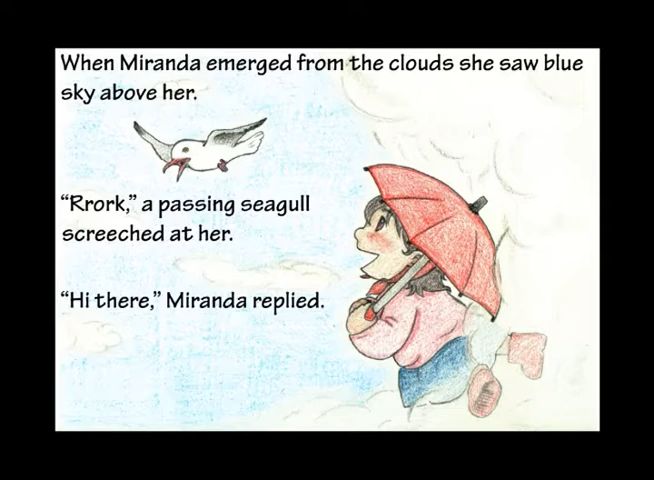 When Miranda emerged from the clouds she saw blue
sky above her.
“Rrork,” a passing seagull
screeched at her.
“Hi there,” Miranda replied.